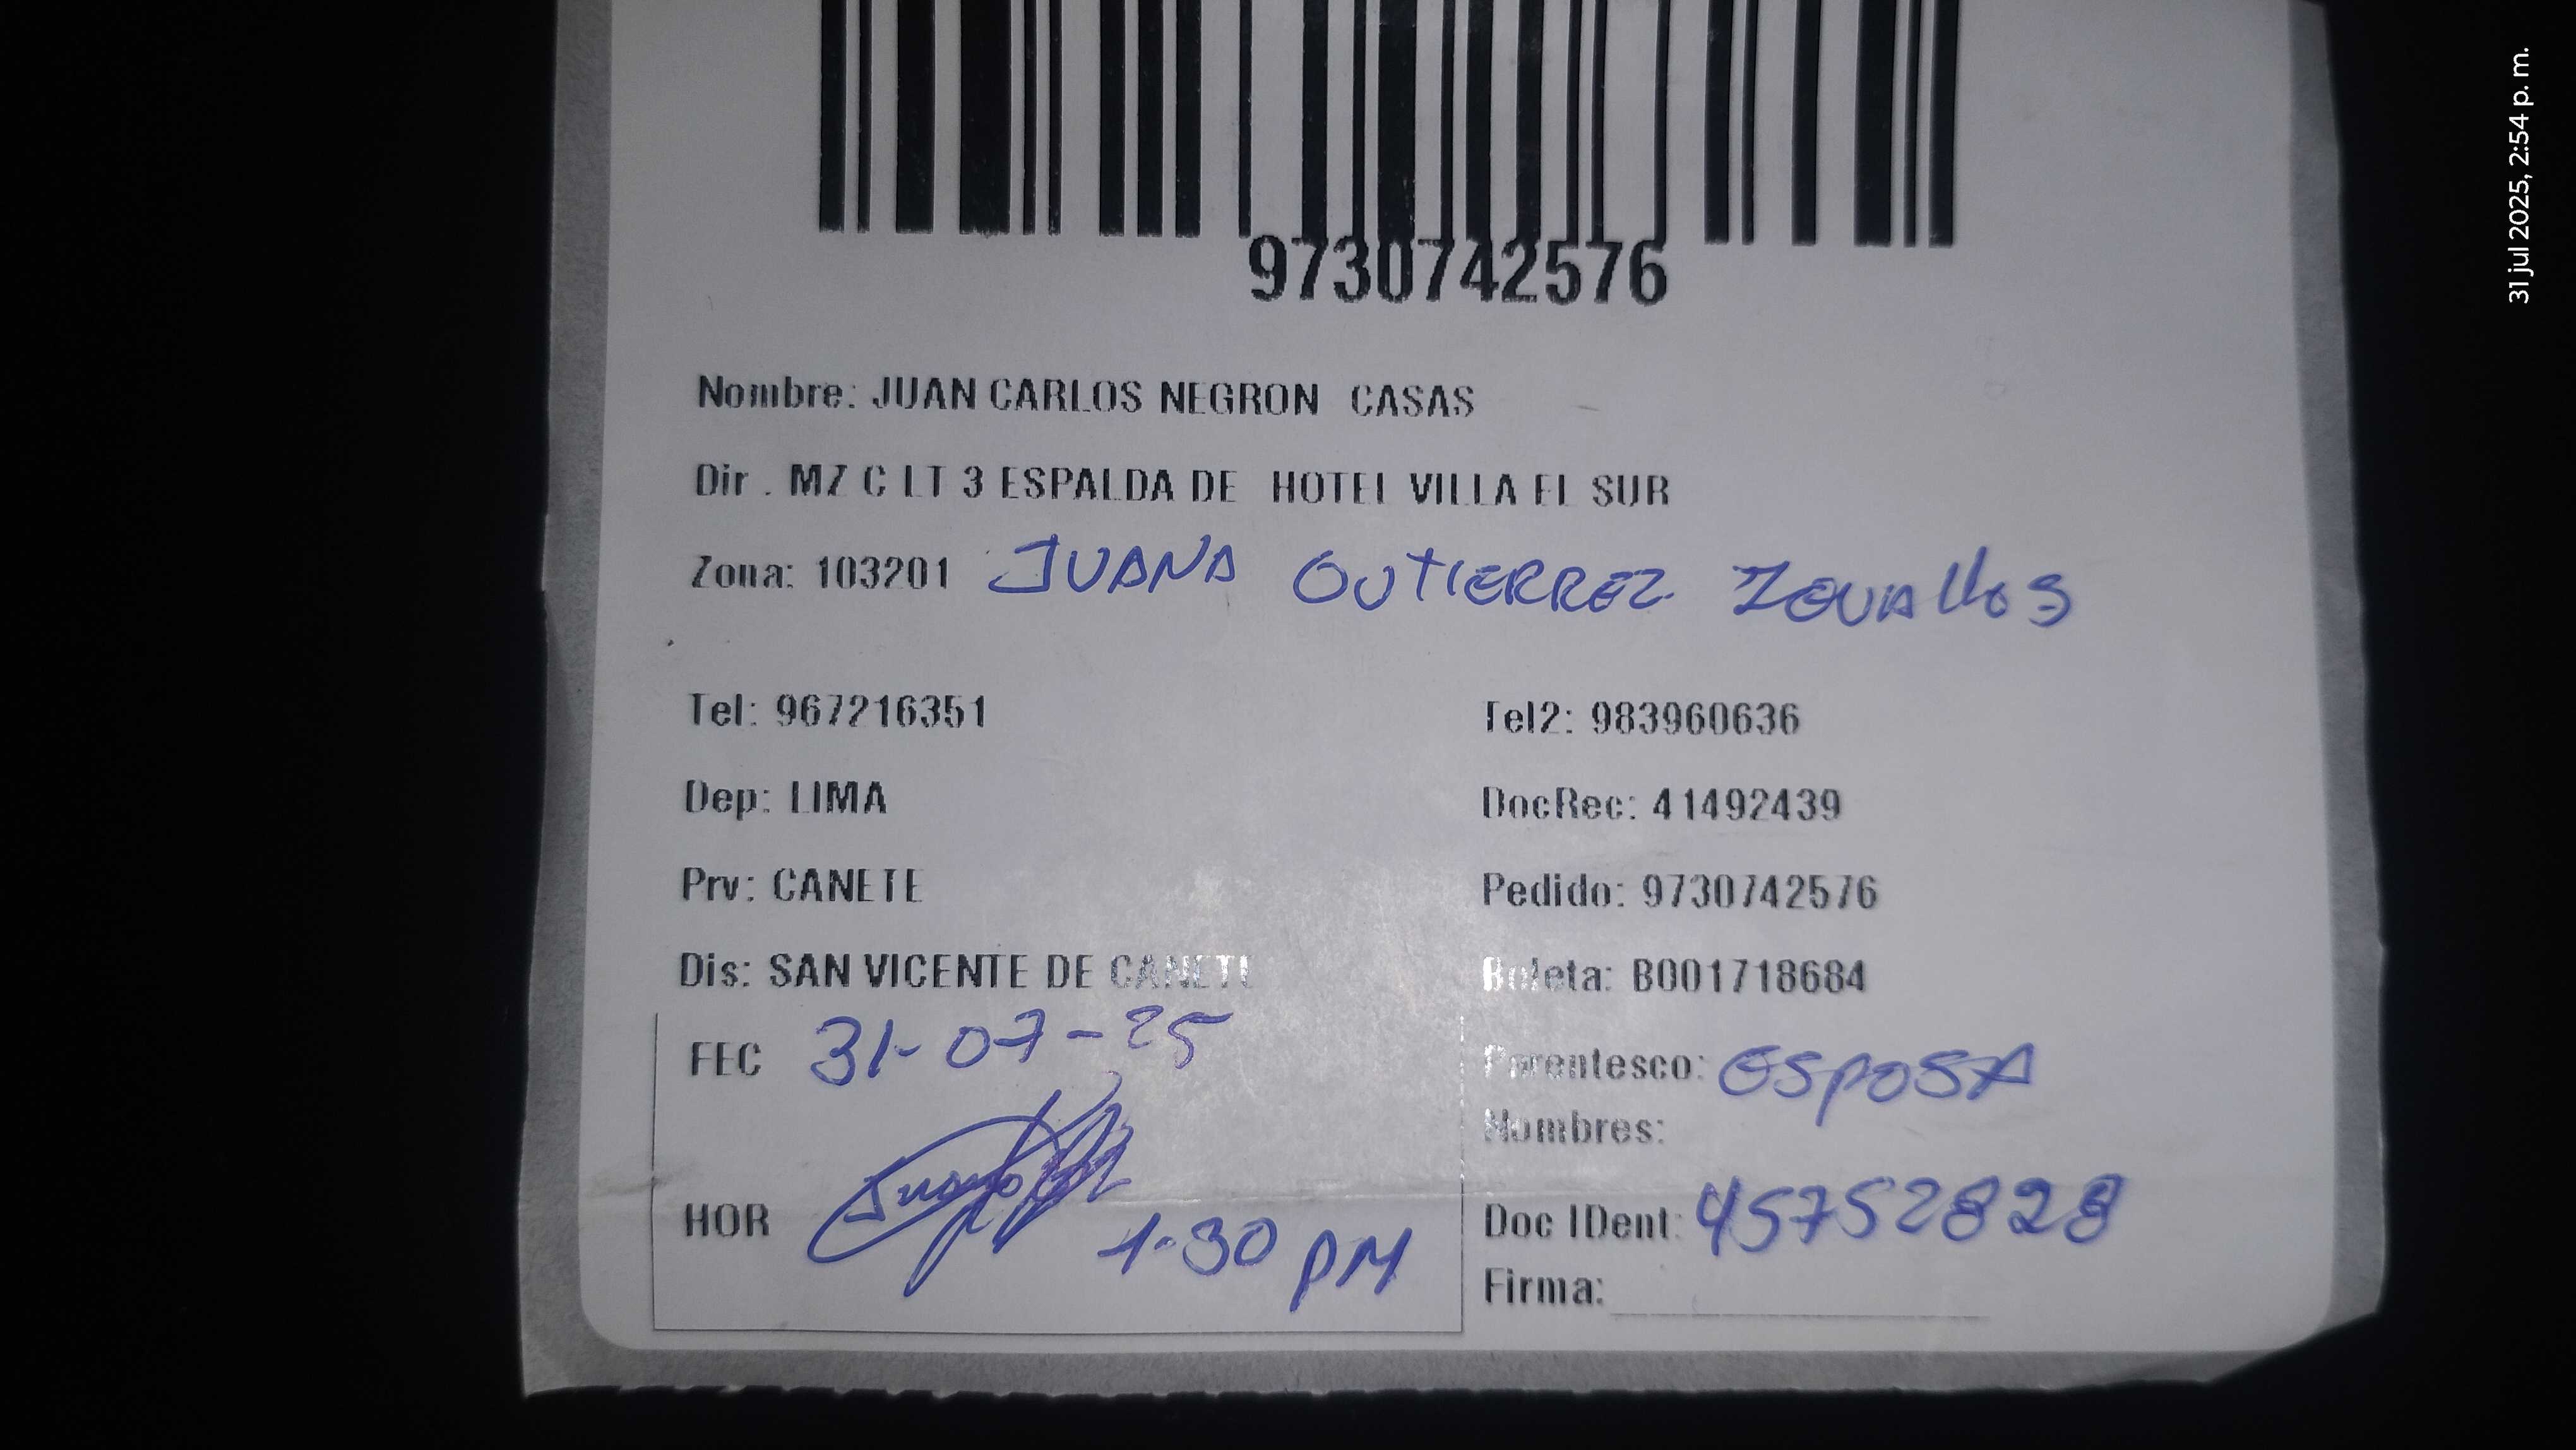 9730742576
Nombre: JUAN CARLOS NEGRON CASAS
Dir . MZ C LT 3 ESPALDA DE HOTEL VILLA EL SUR
Zona: 103201 JUANA GUTIERREZ ZEVALLOS
Tel: 967216351 Tel2: 983960636
Dep: LIMA DocRec: 41492439
Prv: CANETE Pedido: 9730742576
Dis: SAN VICENTE DE CANETE Boleta: B001718684
FEC 31-07-25 Parentesco: ESPOSA
Nombres:
HOR 1.30 PM Doc IDent: 45752828
Firma:
31 jul 2025, 2:54 p. m.